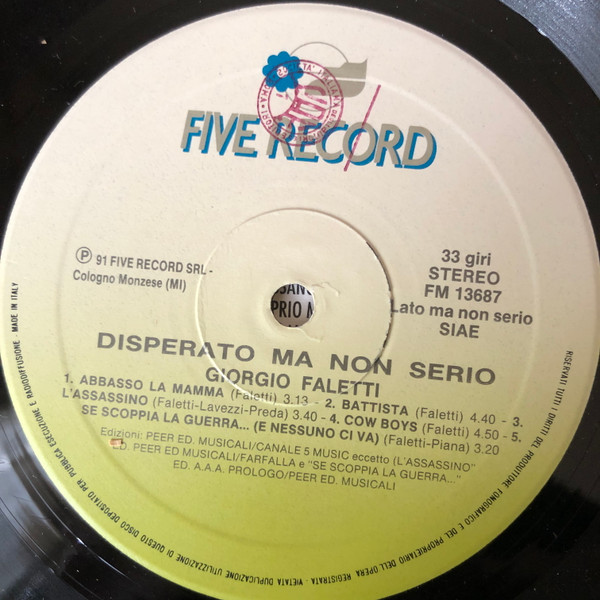 FIVE RECORD
℗ 91 FIVE RECORD SRL -
Cologno Monzese (MI)
33 giri
STEREO
FM 13687
Lato ma non serio
SIAE
PRIO
DISPERATO MA NON SERIO
GIORGIO FALETTI
1. ABBASSO LA MAMMA (Faletti) 3.13 - 2. BATTISTA (Faletti) 4.40 - 3.
L'ASSASSINO (Faletti-Lavezzi-Preda) 3.40 - 4. COW BOYS (Faletti) 4.50 - 5.
SE SCOPPIA LA GUERRA... (E NESSUNO CI VA) (Faletti-Piana) 3.20
Edizioni: PEER ED. MUSICALI/CANALE 5 MUSIC eccetto (L'ASSASSINO"
ED. PEER ED MUSICALI/FARFALLA e "SE SCOPPIA LA GUERRA..."
ED. A.A.A. PROLOGO/PEER ED. MUSICALI
RISERVATI TUTTI I DIRITTI DEL PRODUTTORE FONOGRAFICO E DEL PROPRIETARIO DELL'OPERA REGISTRATA - VIETATA DUPLICAZIONE UTILIZZAZIONE DI QUESTO DISCO DEPOSITATO PER PUBBLICA ESECUZIONE E RADIODIFFUSIONE - MADE IN ITALY